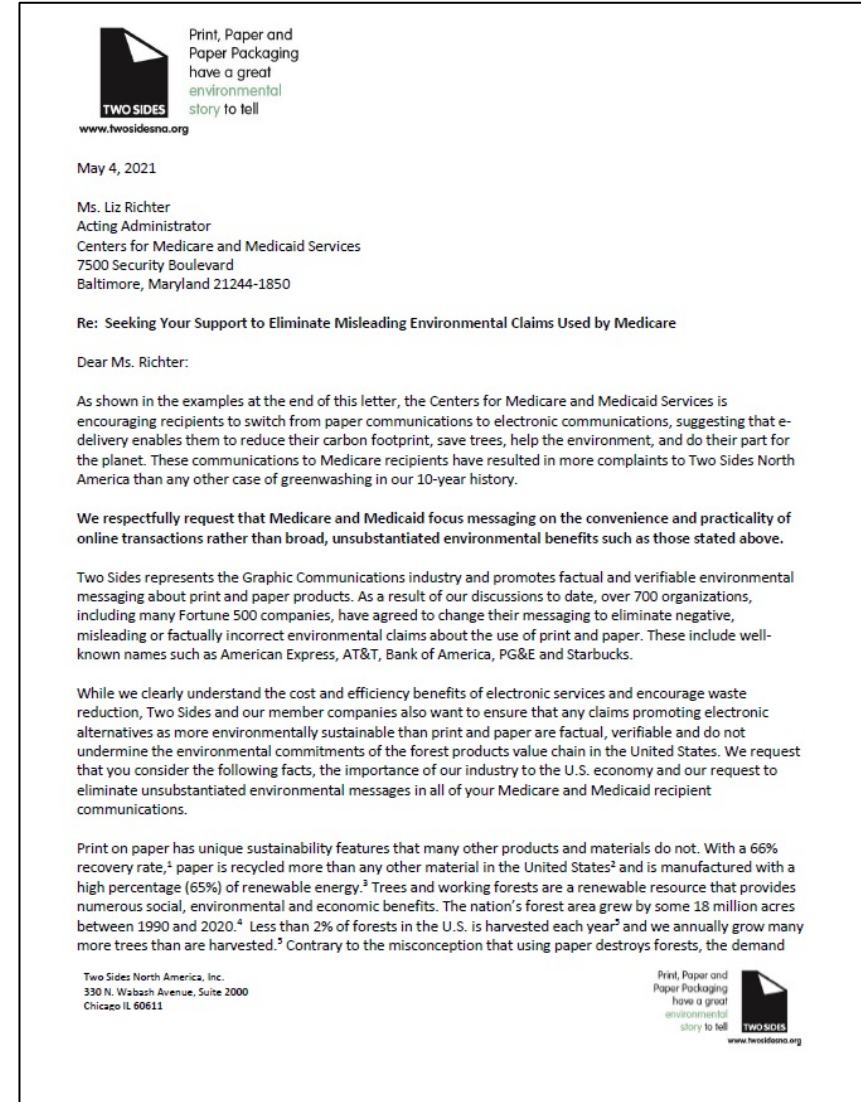 Print, Paper and
Paper Packaging
have a great
environmental
story to tell
TWO SIDES
www.twosidesna.org
May 4, 2021
Ms. Liz Richter
Acting Administrator
Centers for Medicare and Medicaid Services
7500 Security Boulevard
Baltimore, Maryland 21244-1850
Re:  Seeking Your Support to Eliminate Misleading Environmental Claims Used by Medicare
Dear Ms. Richter:
As shown in the examples at the end of this letter, the Centers for Medicare and Medicaid Services is
encouraging recipients to switch from paper communications to electronic communications, suggesting that e-
delivery enables them to reduce their carbon footprint, save trees, help the environment, and do their part for
the planet. These communications to Medicare recipients have resulted in more complaints to Two Sides North
America than any other case of greenwashing in our 10-year history.
We respectfully request that Medicare and Medicaid focus messaging on the convenience and practicality of
online transactions rather than broad, unsubstantiated environmental benefits such as those stated above.
Two Sides represents the Graphic Communications industry and promotes factual and verifiable environmental
messaging about print and paper products. As a result of our discussions to date, over 700 organizations,
including many Fortune 500 companies, have agreed to change their messaging to eliminate negative,
misleading or factually incorrect environmental claims about the use of print and paper. These include well-
known names such as American Express, AT&T, Bank of America, PG&E and Starbucks.
While we clearly understand the cost and efficiency benefits of electronic services and encourage waste
reduction, Two Sides and our member companies also want to ensure that any claims promoting electronic
alternatives as more environmentally sustainable than print and paper are factual, verifiable and do not
undermine the environmental commitments of the forest products value chain in the United States. We request
that you consider the following facts, the importance of our industry to the U.S. economy and our request to
eliminate unsubstantiated environmental messages in all of your Medicare and Medicaid recipient
communications.
Print on paper has unique sustainability features that many other products and materials do not. With a 66%
recovery rate,¹ paper is recycled more than any other material in the United States² and is manufactured with a
high percentage (65%) of renewable energy.³ Trees and working forests are a renewable resource that provides
numerous social, environmental and economic benefits. The nation's forest area grew by some 18 million acres
between 1990 and 2020.⁴  Less than 2% of forests in the U.S. is harvested each year⁵ and we annually grow many
more trees than are harvested.⁵ Contrary to the misconception that using paper destroys forests, the demand
Two Sides North America, Inc.
330 N. Wabash Avenue, Suite 2000
Chicago IL 60611
Print, Paper and
Paper Packaging
have a great
environmental
story to tell
TWO SIDES
www.twosidesna.org